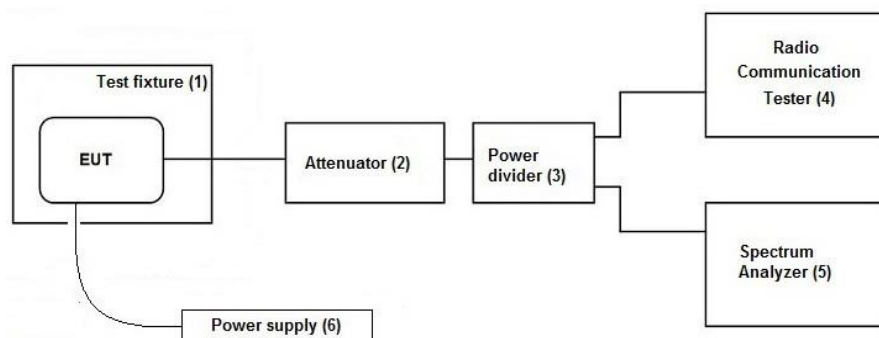 Test fixture (1)
EUT
Attenuator (2)
Power
divider (3)
Radio
Communication
Tester (4)
Spectrum
Analyzer (5)
Power supply (6)